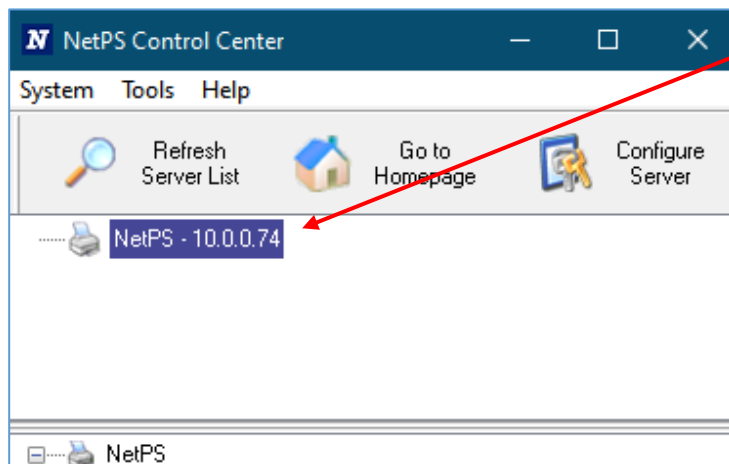 N NetPS Control Center
System Tools Help
Refresh
Server List
Go to
Homepage
Configure
Server
NetPS - 10.0.0.74
NetPS